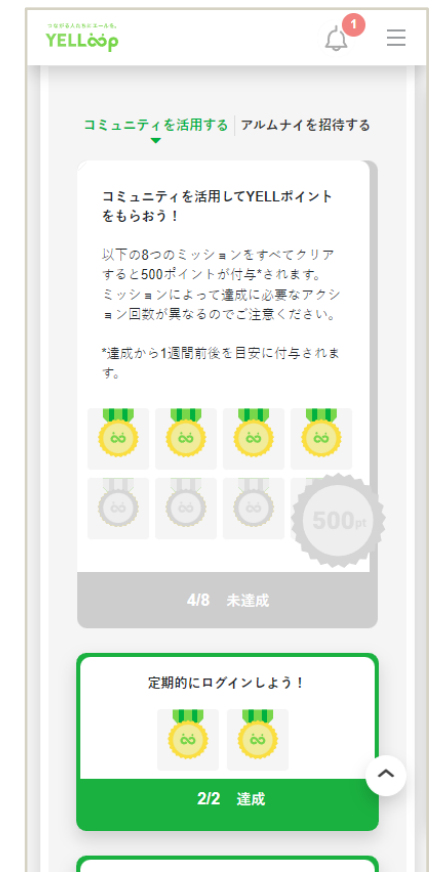 つながる人たちにエールを。
YELLoop
1
コミュニティを活用する
アルムナイを招待する
コミュニティを活用してYELLポイント
をもらおう！
以下の8つのミッションをすべてクリア
すると500ポイントが付与*されます。
ミッションによって達成に必要なアクシ
ョン回数が異なるのでご注意ください。
*達成から1週間前後を目安に付与されま
す。
500pt
4/8 未達成
定期的にログインしよう！
2/2 達成